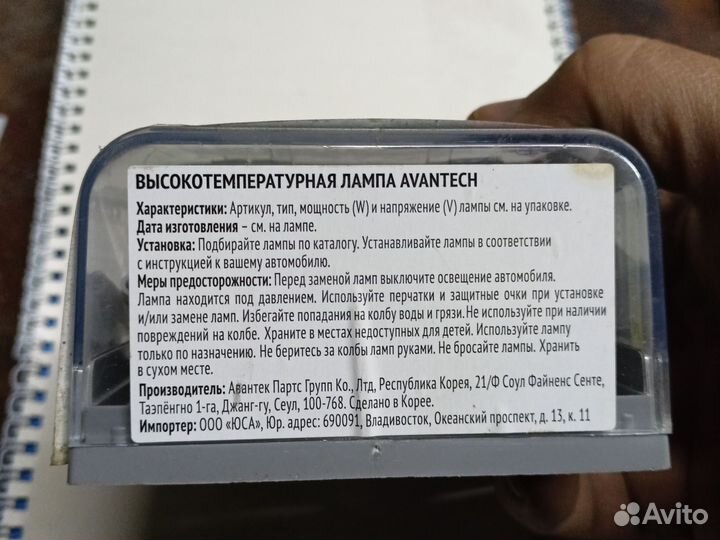 ВЫСОКОТЕМПЕРАТУРНАЯ ЛАМПА AVANTECH
Характеристики: Артикул, тип, мощность (W) и напряжение (V) лампы см. на упаковке.
Дата изготовления – см. на лампе.
Установка: Подбирайте лампы по каталогу. Устанавливайте лампы в соответствии
с инструкцией к вашему автомобилю.
Меры предосторожности: Перед заменой ламп выключите освещение автомобиля.
Лампа находится под давлением. Используйте перчатки и защитные очки при установке
и/или замене ламп. Избегайте попадания на колбу воды и грязи. Не используйте при наличии
повреждений на колбе. Храните в местах недоступных для детей. Используйте лампу
только по назначению. Не беритесь за колбы ламп руками. Не бросайте лампы. Хранить
в сухом месте.
Производитель: Авантек Партс Групп Ко., Лтд, Республика Корея, 21/Ф Соул Файненс Сенте,
Таэпёнгно 1-га, Джанг-гу, Сеул, 100-768. Сделано в Корее.
Импортер: ООО «ЮСА», Юр. адрес: 690091, Владивосток, Океанский проспект, д. 13, к. 11
Avito